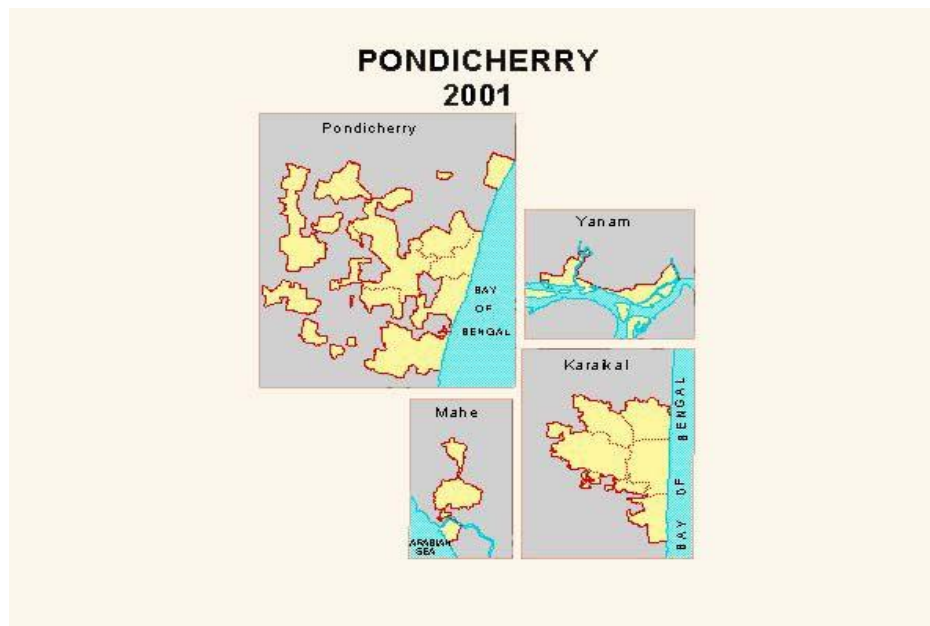 PONDICHERRY
2001
Pondicherry
BAY
OF
BENGAL
Yanam
Karaikal
BAY OF BENGAL
Mahe
ARABIAN
SEA